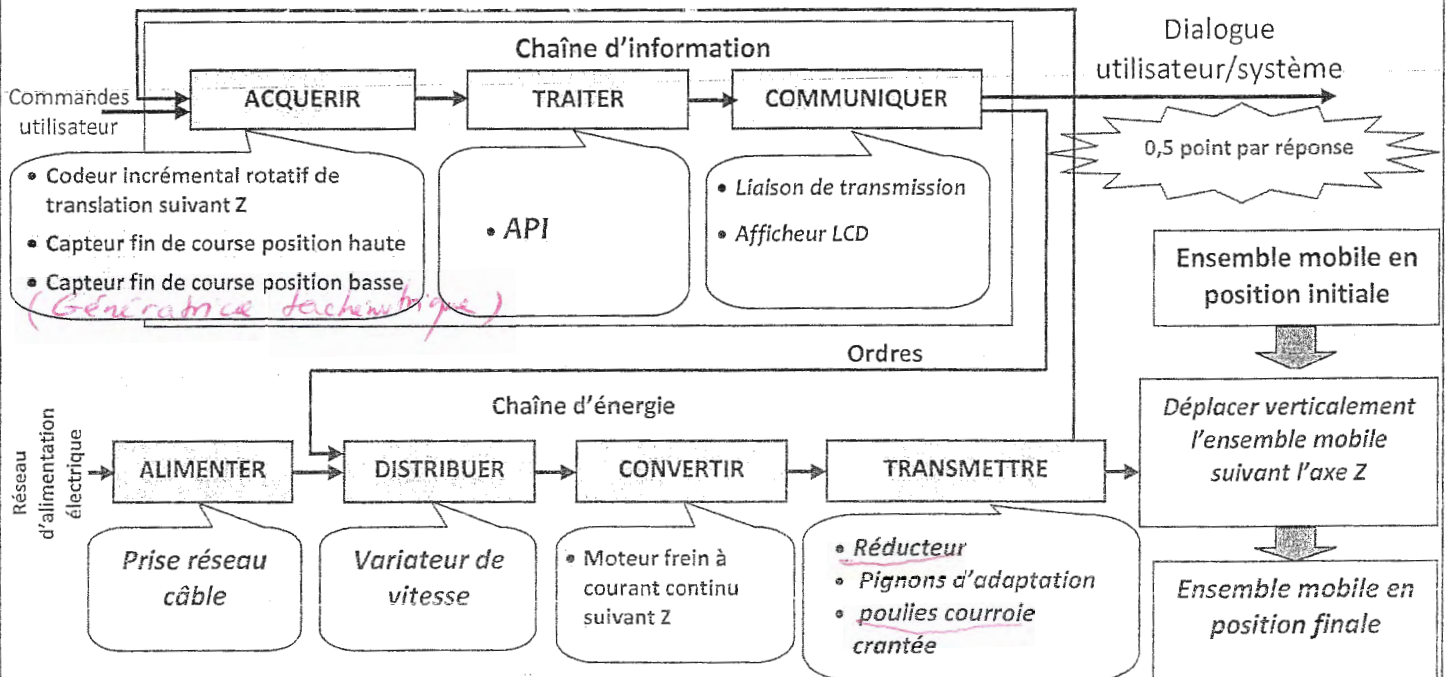 Chaîne d'information
Dialogue
utilisateur/système
Commandes
utilisateur
ACQUERIR
TRAITER
COMMUNIQUER
0,5 point par réponse
• Codeur incrémental rotatif de
translation suivant Z
• Capteur fin de course position haute
• Capteur fin de course position basse
(Génératrice tachymétrique)
• API
• Liaison de transmission
• Afficheur LCD
Ensemble mobile en
position initiale
Ordres
Chaîne d'énergie
Réseau
d'alimentation
électrique
ALIMENTER
DISTRIBUER
CONVERTIR
TRANSMETTRE
Déplacer verticalement
l'ensemble mobile
suivant l'axe Z
Prise réseau
câble
Variateur de
vitesse
• Moteur frein à
courant continu
suivant Z
• Réducteur
• Pignons d'adaptation
• poulies courroie
crantée
Ensemble mobile en
position finale